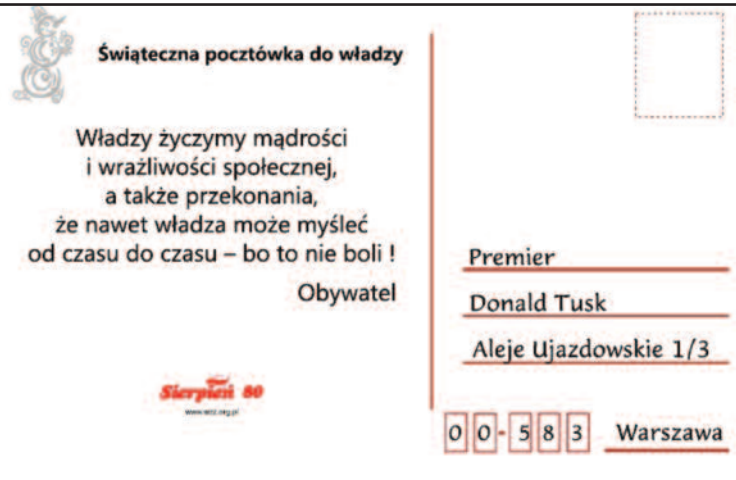 Świąteczna pocztówka do władzy
Władzy życzymy mądrości
i wrażliwości społecznej,
a także przekonania,
że nawet władza może myśleć
od czasu do czasu – bo to nie boli !
Obywatel
Sierpień 80
Premier
Donald Tusk
Aleje Ujazdowskie 1/3
00-583 Warszawa